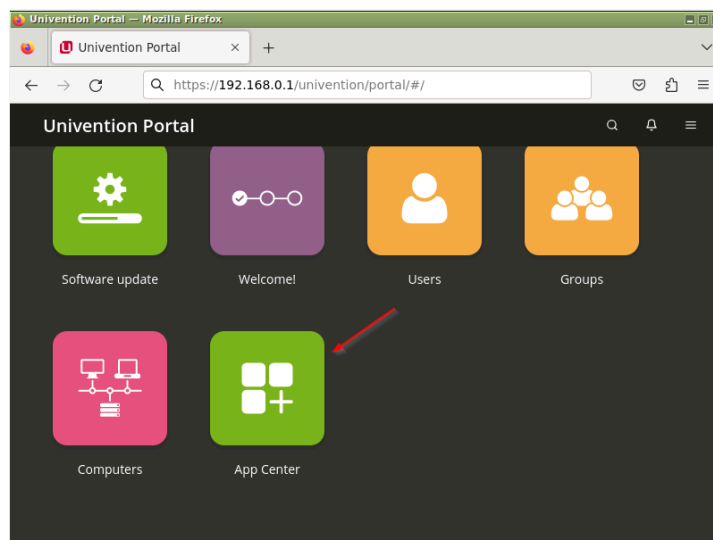 Univention Portal — Mozilla Firefox
Univention Portal
https://192.168.0.1/univention/portal/#/
Univention Portal
Software update
Welcome!
Users
Groups
Computers
App Center